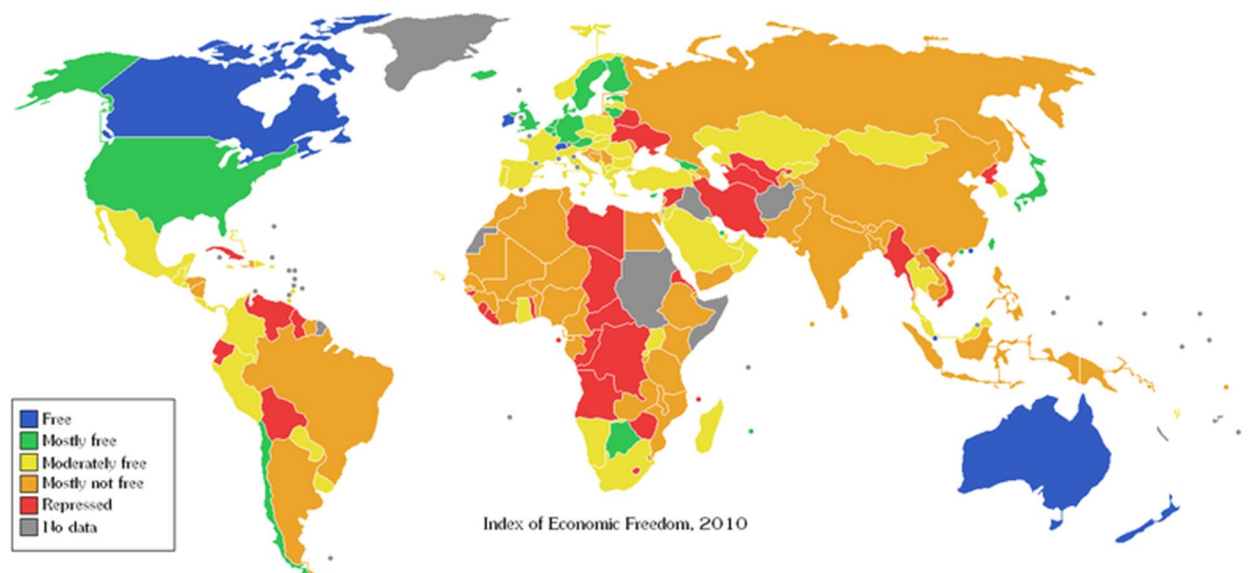 Free
Mostly free
Moderately free
Mostly not free
Repressed
No data
Index of Economic Freedom, 2010